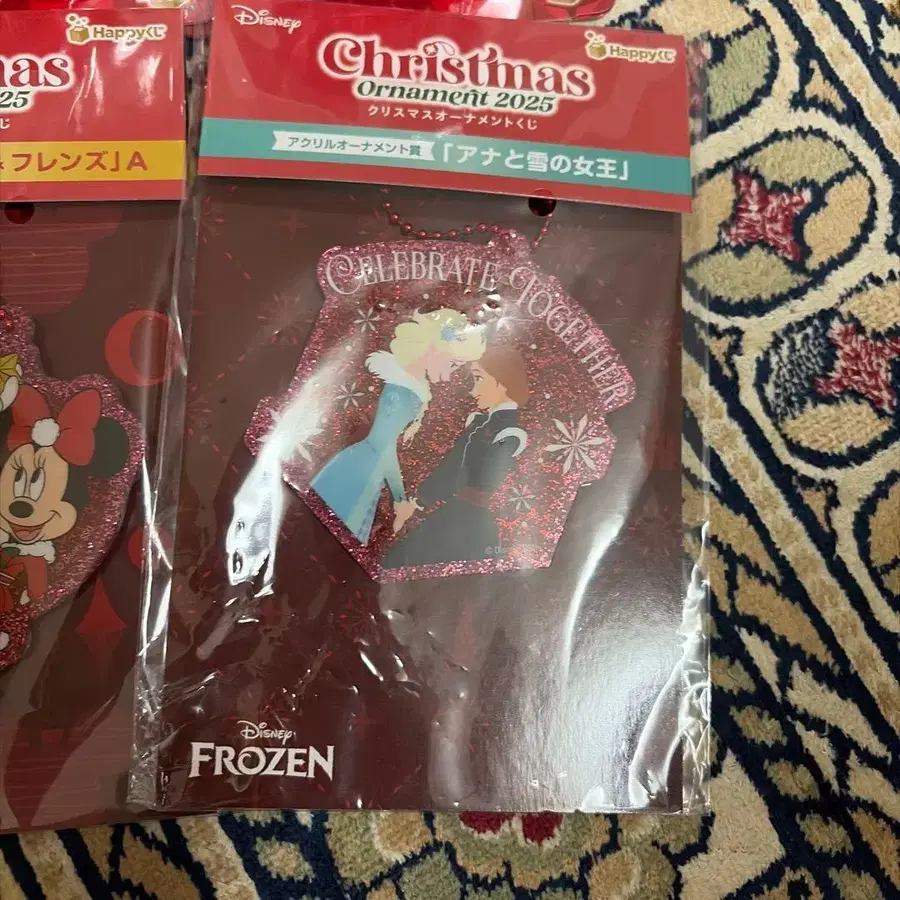 Happyくじ
mas
25
じ
フレンズ」A
Disney
Happyくじ
Christmas
Ornament 2025
クリスマスオーナメントくじ
アクリルオーナメント賞 「アナと雪の女王」
CELEBRATE TOGETHER
© Disney
Disney
FROZEN